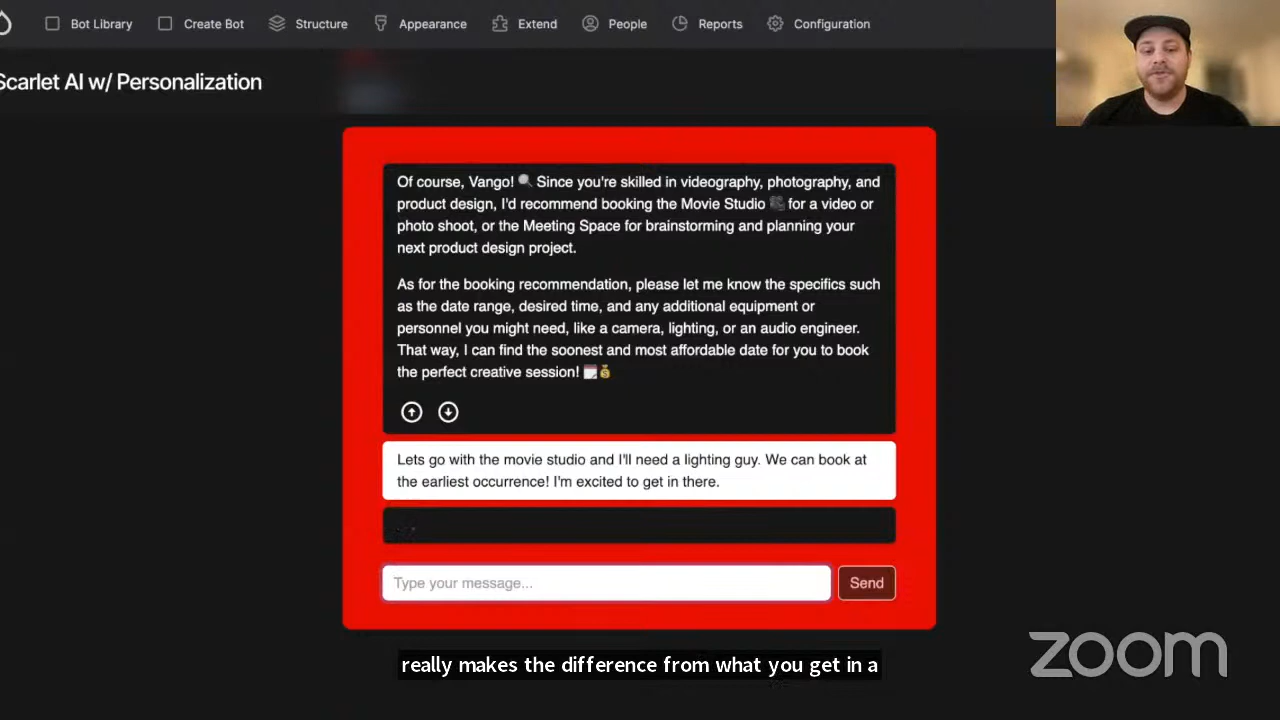 Bot Library
Create Bot
Structure
Appearance
Extend
People
Reports
Configuration
Scarlet AI w/ Personalization
Of course, Vango! Since you're skilled in videography, photography, and
product design, I'd recommend booking the Movie Studio for a video or
photo shoot, or the Meeting Space for brainstorming and planning your
next product design project.
As for the booking recommendation, please let me know the specifics such
as the date range, desired time, and any additional equipment or
personnel you might need, like a camera, lighting, or an audio engineer.
That way, I can find the soonest and most affordable date for you to book
the perfect creative session!
Lets go with the movie studio and I'll need a lighting guy. We can book at
the earliest occurrence! I'm excited to get in there.
Type your message...
Send
really makes the difference from what you get in a
zoom